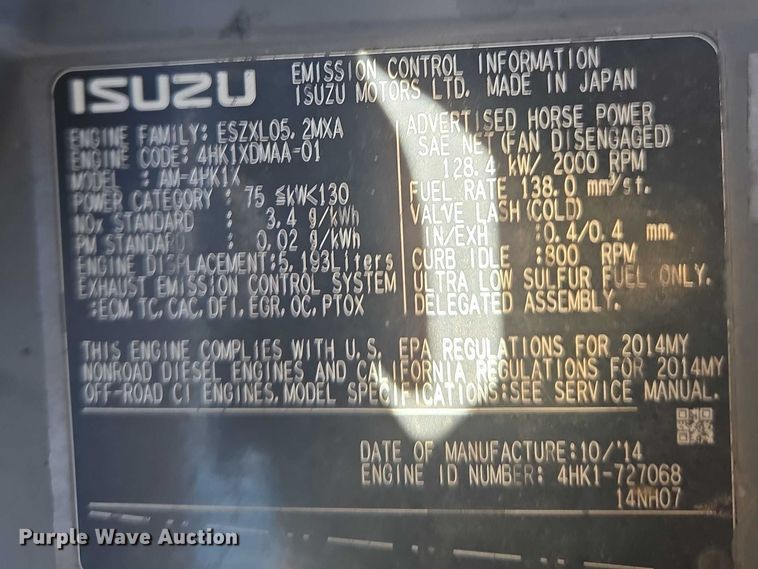 ISUZU
EMISSION CONTROL INFORMATION
ISUZU MOTORS LTD. MADE IN JAPAN
ENGINE FAMILY: ESZXL05.2MXA
ENGINE CODE: 4HK1XDMAA-01
MODEL : AM-4HK1X
POWER CATEGORY : 75 ≦kW<130
NOx STANDARD : 3.4 g/kWh
PM STANDARD : 0.02 g/kWh
ENGINE DISPLACEMENT:5.193Liters
EXHAUST EMISSION CONTROL SYSTEM
:ECM,TC,CAC,DFI,EGR,OC,PTOX
ADVERTISED HORSE POWER
SAE NET(FAN DISENGAGED)
128.4 kW/ 2000 RPM
FUEL RATE 138.0 mm³/st.
VALVE LASH(COLD)
IN/EXH :0.4/0.4 mm.
CURB IDLE :800 RPM
ULTRA LOW SULFUR FUEL ONLY.
DELEGATED ASSEMBLY.
THIS ENGINE COMPLIES WITH U.S. EPA REGULATIONS FOR 2014MY
NONROAD DIESEL ENGINES AND CALIFORNIA REGULATIONS FOR 2014MY
OFF-ROAD CI ENGINES,MODEL SPECIFICATIONS:SEE SERVICE MANUAL.
DATE OF MANUFACTURE:10/'14
ENGINE ID NUMBER: 4HK1-727068
14NH07
Purple Wave Auction